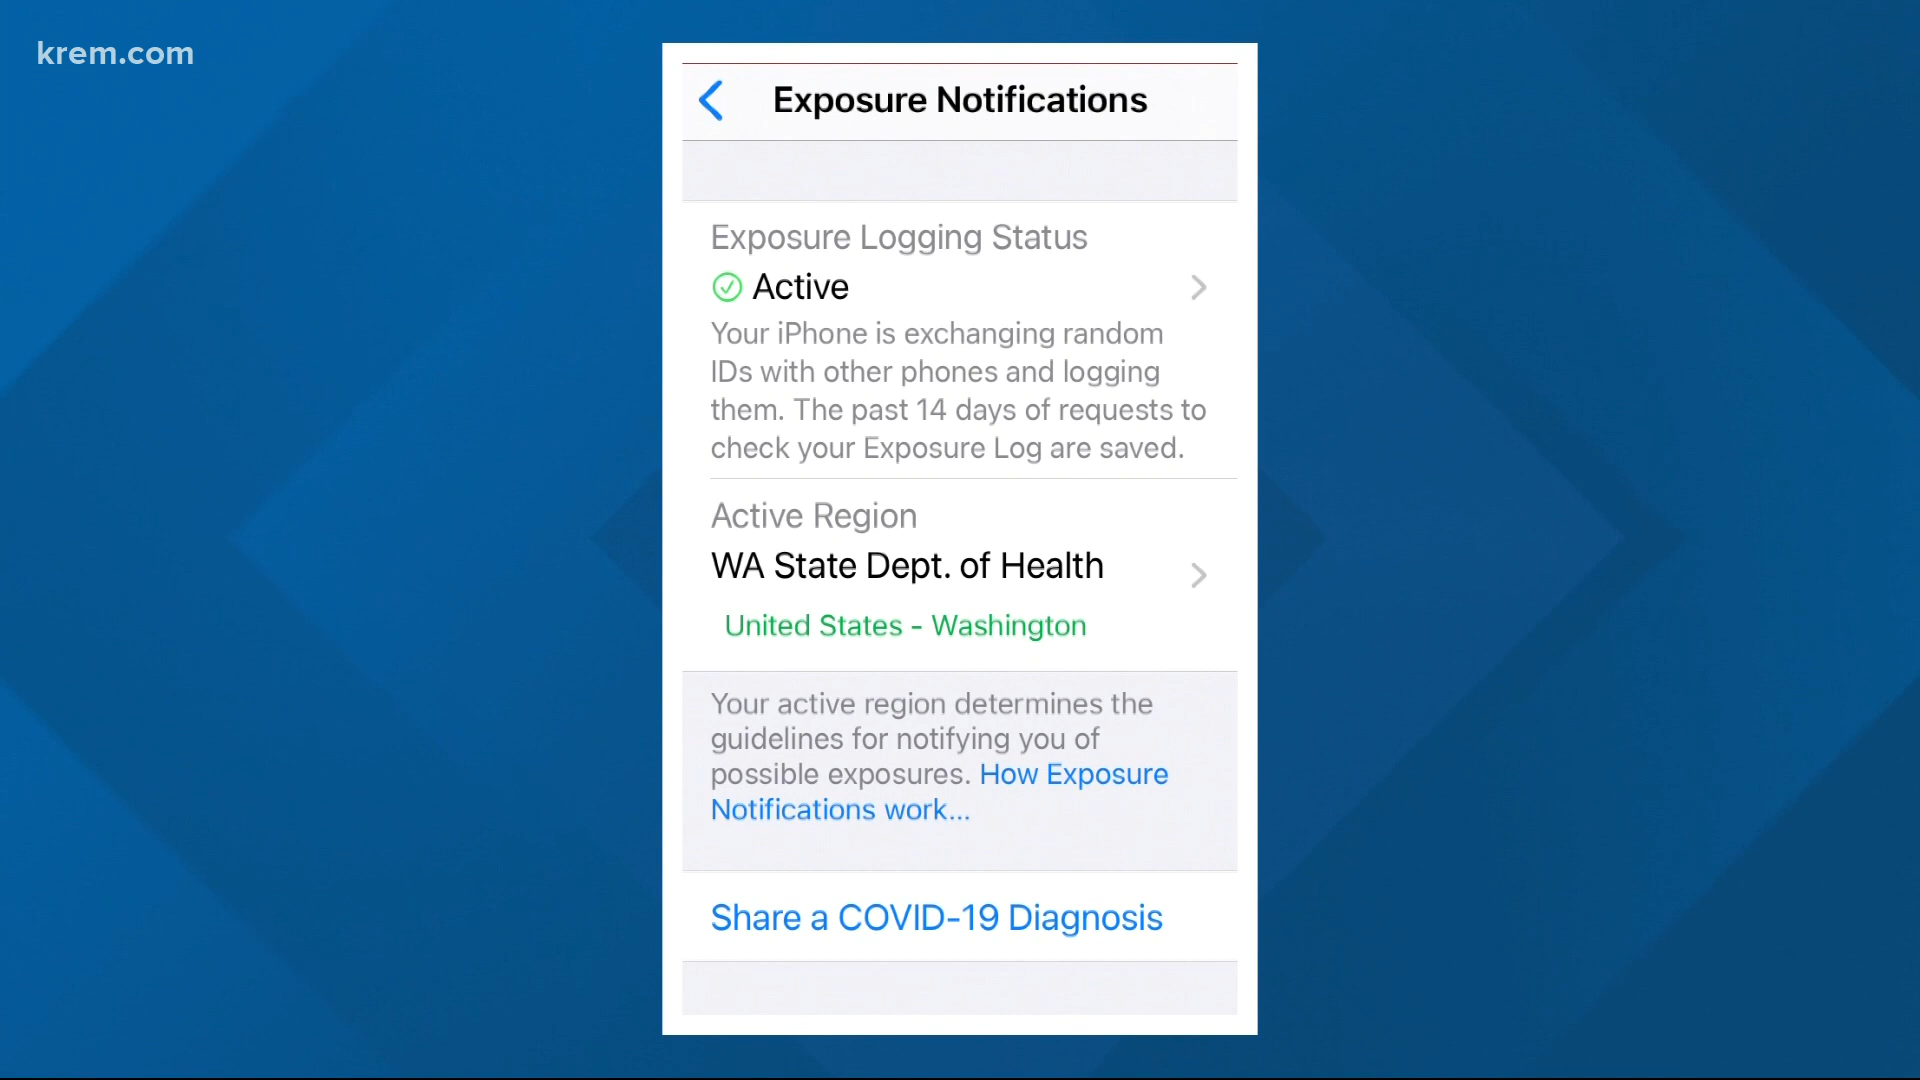 krem.com
Exposure Notifications
Exposure Logging Status
Active
Your iPhone is exchanging random
IDs with other phones and logging
them. The past 14 days of requests to
check your Exposure Log are saved.
Active Region
WA State Dept. of Health
United States - Washington
Your active region determines the
guidelines for notifying you of
possible exposures. How Exposure
Notifications work...
Share a COVID-19 Diagnosis